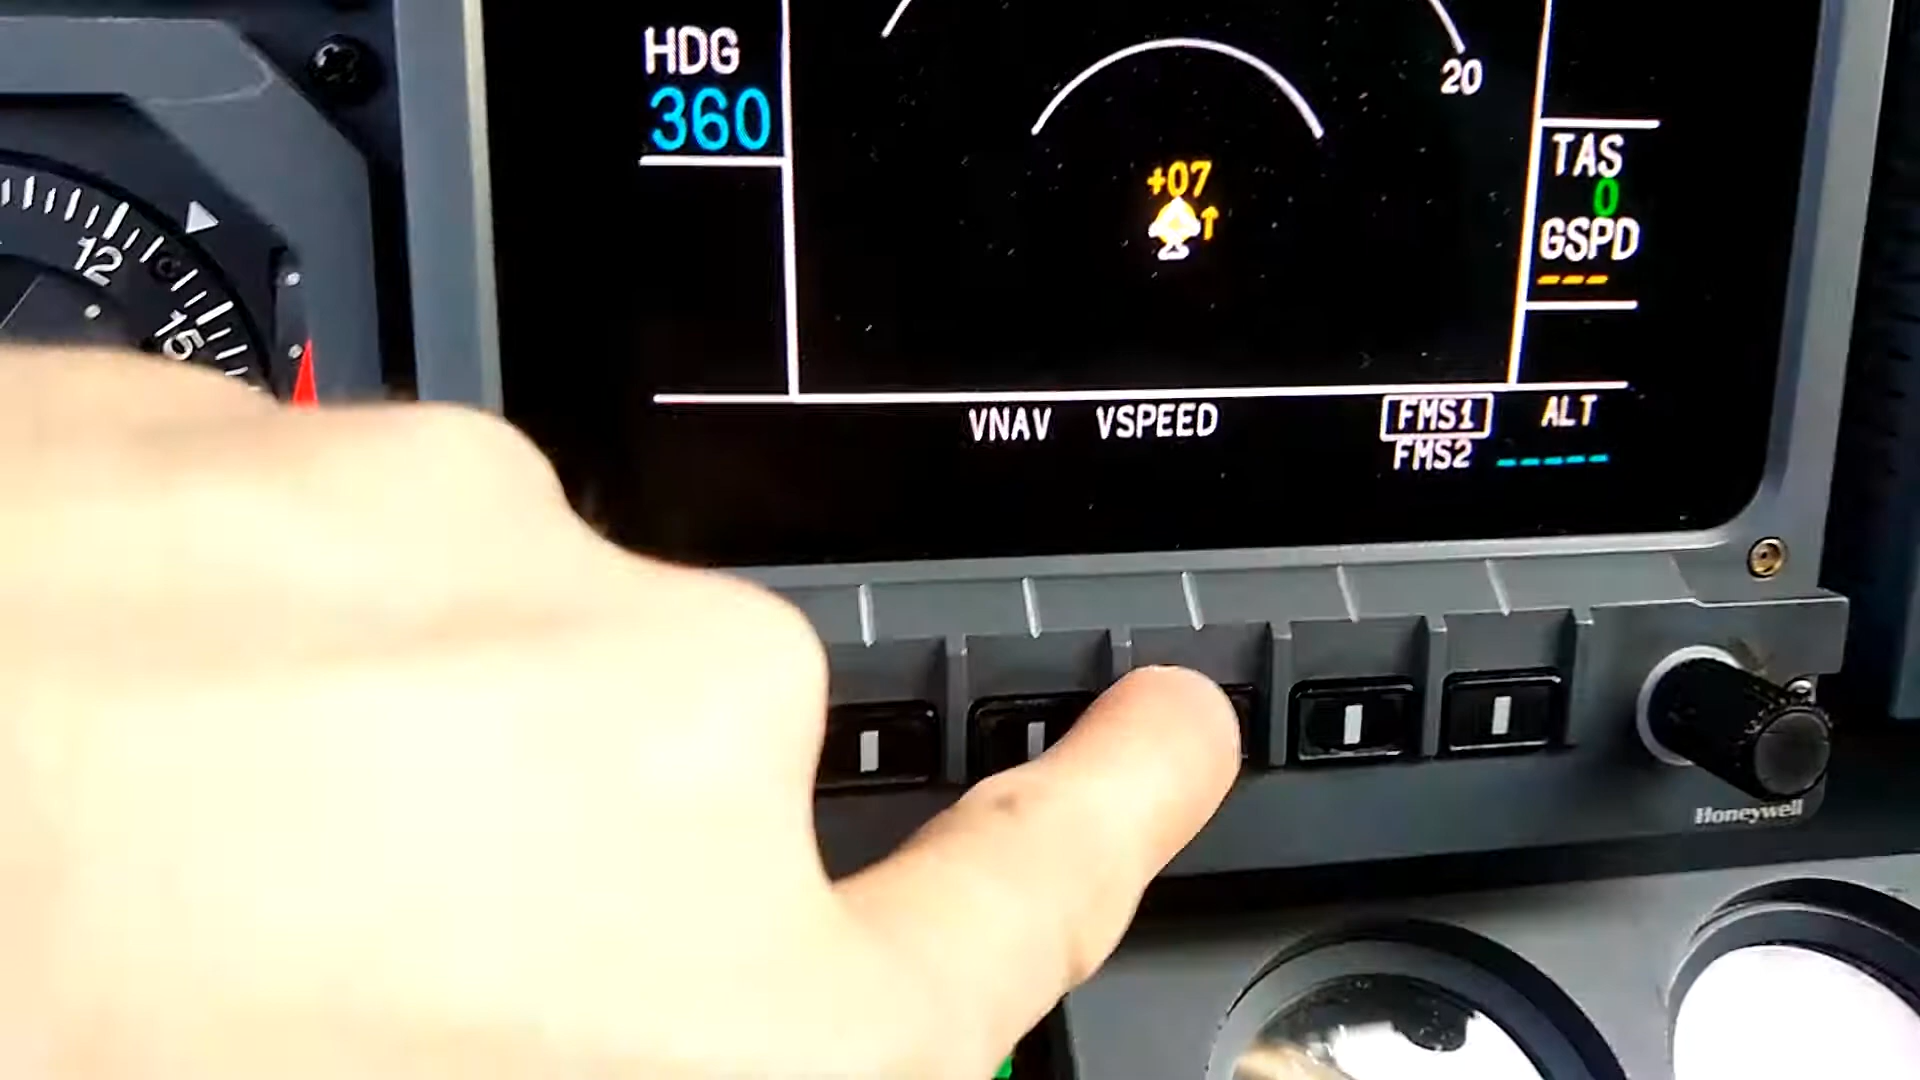 HDG
360
20
+07
TAS
0
GSPD
---
VNAV VSPEED FMS1 ALT
FMS2 -----
12
15
Honeywell